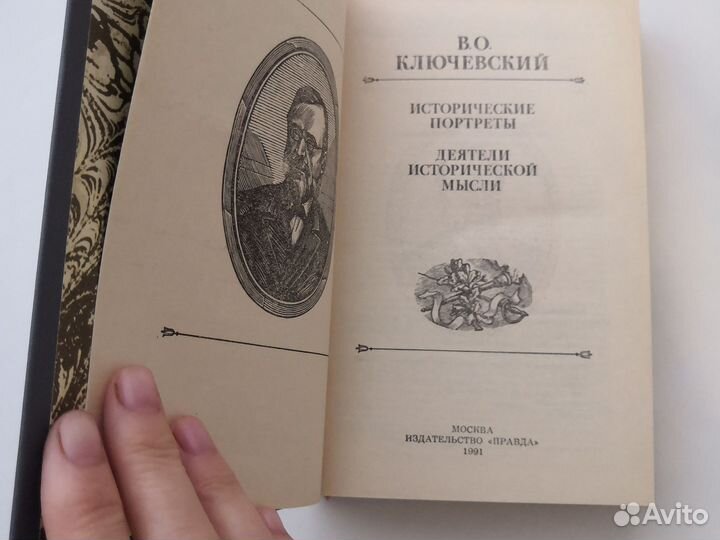 В.О.
КЛЮЧЕВСКИЙ
ИСТОРИЧЕСКИЕ
ПОРТРЕТЫ
ДЕЯТЕЛИ
ИСТОРИЧЕСКОЙ
МЫСЛИ
МОСКВА
ИЗДАТЕЛЬСТВО «ПРАВДА»
1991
Avito